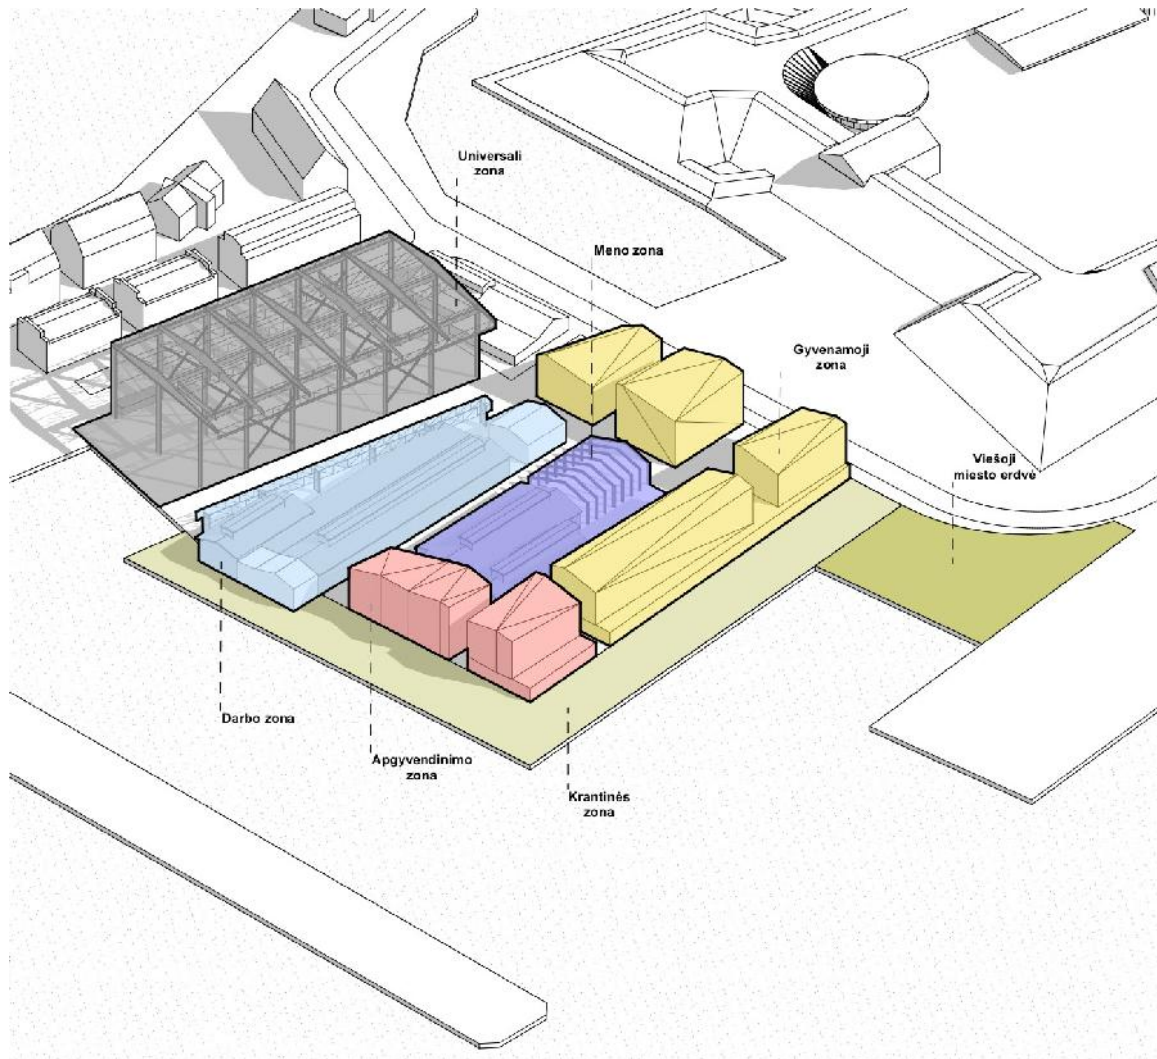 Universali
zona
Meno zona
Gyvenamoji
zona
Viešoji
miesto erdvė
Darbo zona
Apgyvendinimo
zona
Krantinės
zona